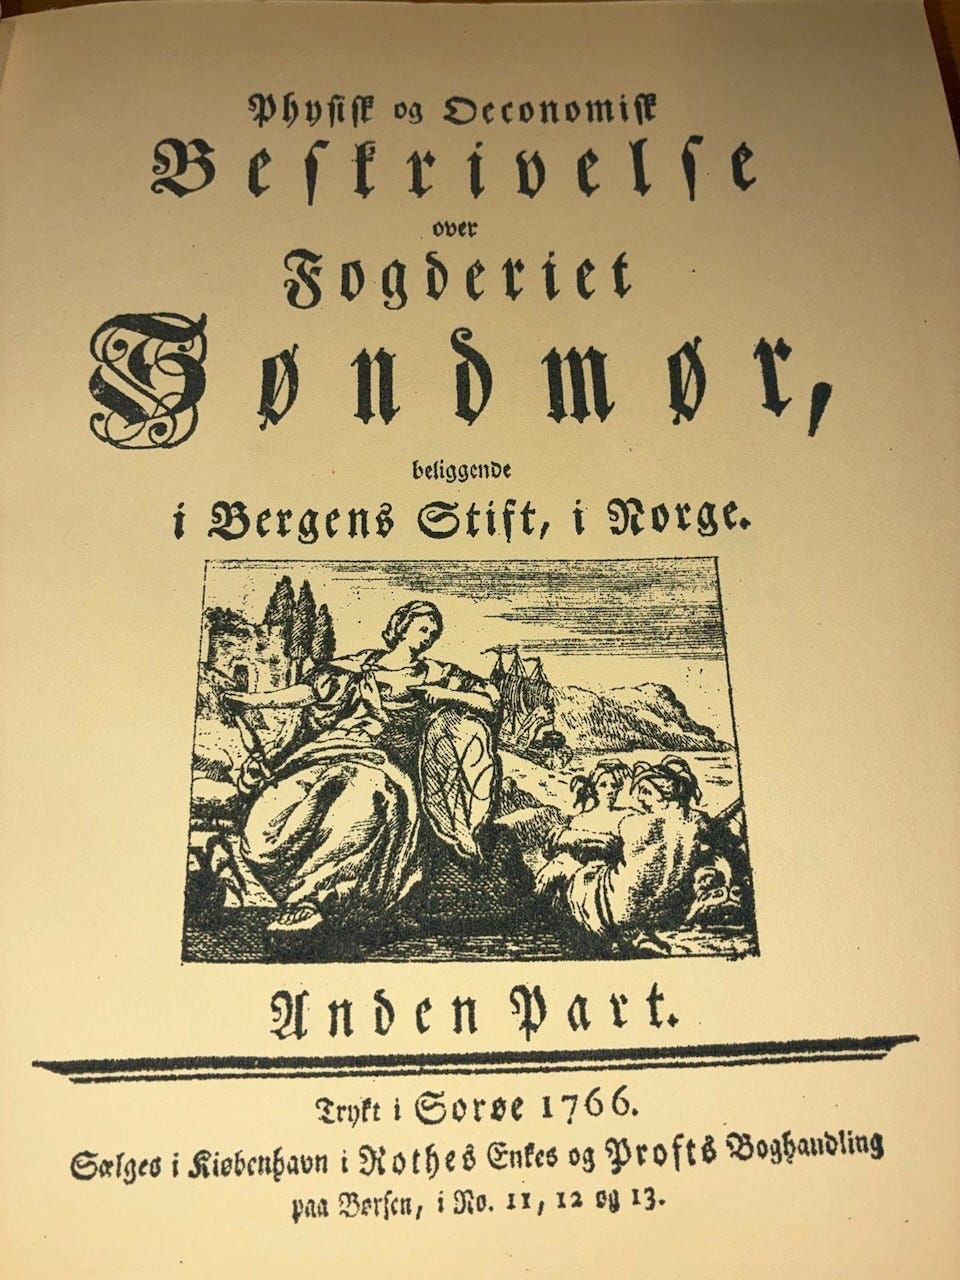 Physisk og Oeconomisk
Beskrivelse
over
Fogderiet
Søndmør,
beliggende
i Bergens Stift, i Norge.
Anden Part.
Trykt i Sorøe 1766.
Sælges i Kiøbenhavn i Rothes Enkes og Profts Boghandling
paa Børsen, i No. 11, 12 og 13.